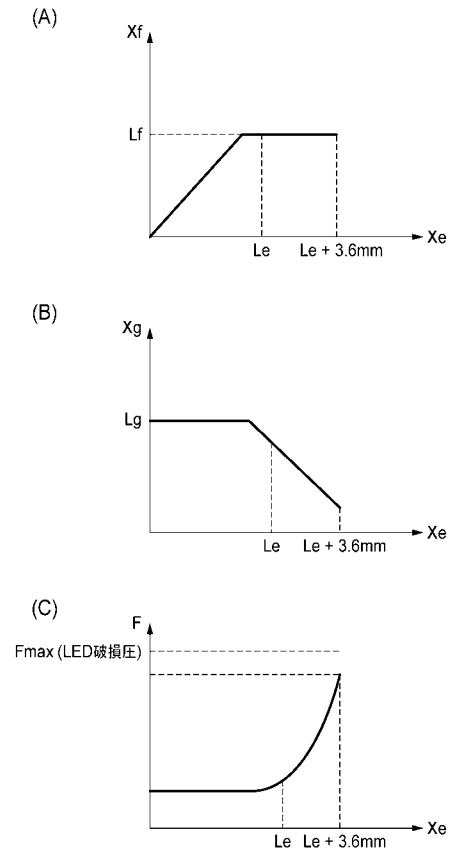 (A)
Xf
Lf
Le Le + 3.6mm Xe
(B)
Xg
Lg
Le Le + 3.6mm Xe
(C)
F
Fmax (LED破損圧)
Le Le + 3.6mm Xe